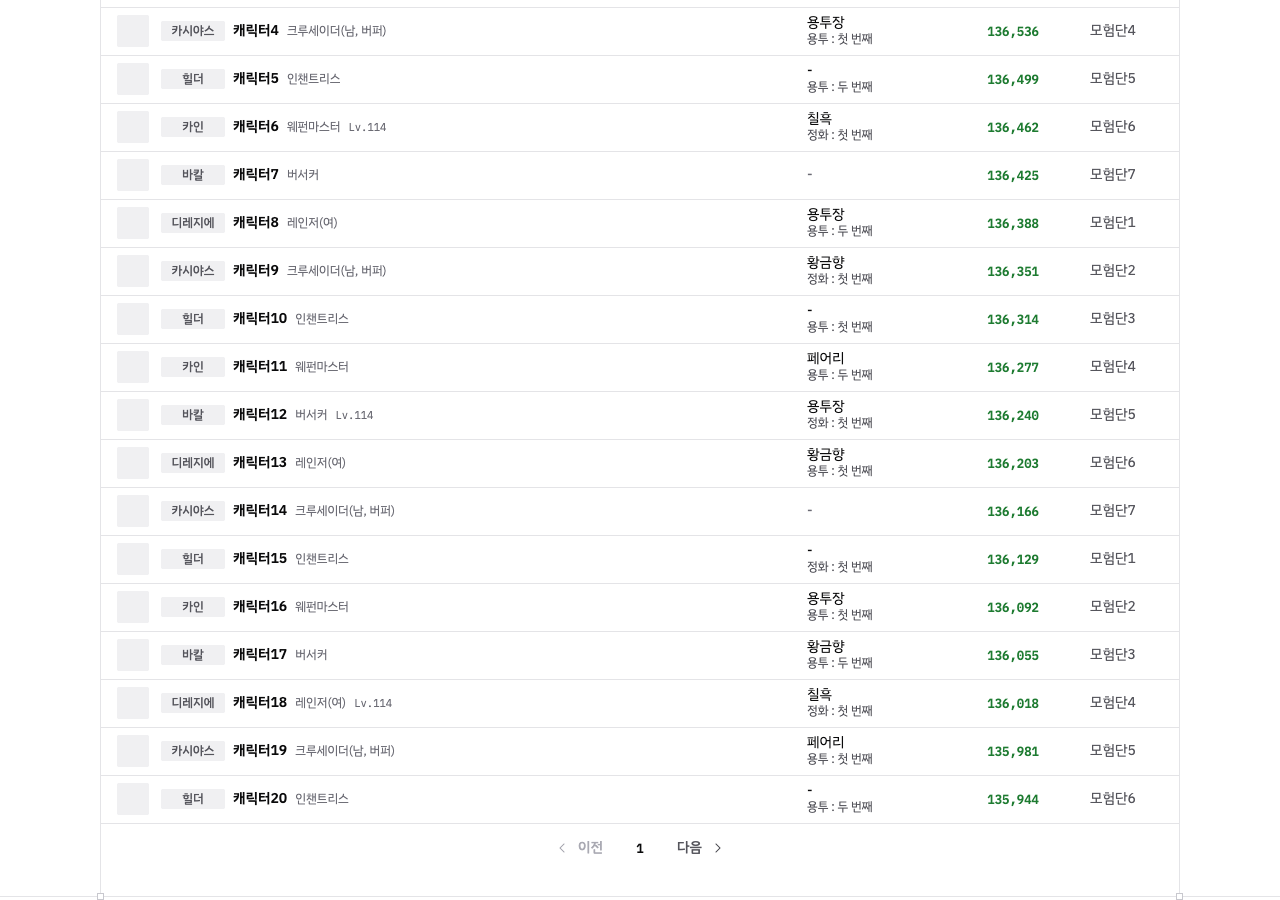 카시야스 캐릭터4 크루세이더(남, 버퍼) 용투장 136,536 모험단4
용투 : 첫 번째
힐더 캐릭터5 인챈트리스 - 136,499 모험단5
용투 : 두 번째
카인 캐릭터6 웨펀마스터 Lv.114 칠흑 136,462 모험단6
정화 : 첫 번째
바칼 캐릭터7 버서커 - 136,425 모험단7
디레지에 캐릭터8 레인저(여) 용투장 136,388 모험단1
용투 : 두 번째
카시야스 캐릭터9 크루세이더(남, 버퍼) 황금향 136,351 모험단2
정화 : 첫 번째
힐더 캐릭터10 인챈트리스 - 136,314 모험단3
용투 : 첫 번째
카인 캐릭터11 웨펀마스터 페어리 136,277 모험단4
용투 : 두 번째
바칼 캐릭터12 버서커 Lv.114 용투장 136,240 모험단5
정화 : 첫 번째
디레지에 캐릭터13 레인저(여) 황금향 136,203 모험단6
용투 : 첫 번째
카시야스 캐릭터14 크루세이더(남, 버퍼) - 136,166 모험단7
힐더 캐릭터15 인챈트리스 - 136,129 모험단1
정화 : 첫 번째
카인 캐릭터16 웨펀마스터 용투장 136,092 모험단2
용투 : 첫 번째
바칼 캐릭터17 버서커 황금향 136,055 모험단3
용투 : 두 번째
디레지에 캐릭터18 레인저(여) Lv.114 칠흑 136,018 모험단4
정화 : 첫 번째
카시야스 캐릭터19 크루세이더(남, 버퍼) 페어리 135,981 모험단5
용투 : 첫 번째
힐더 캐릭터20 인챈트리스 - 135,944 모험단6
용투 : 두 번째
이전 1 다음